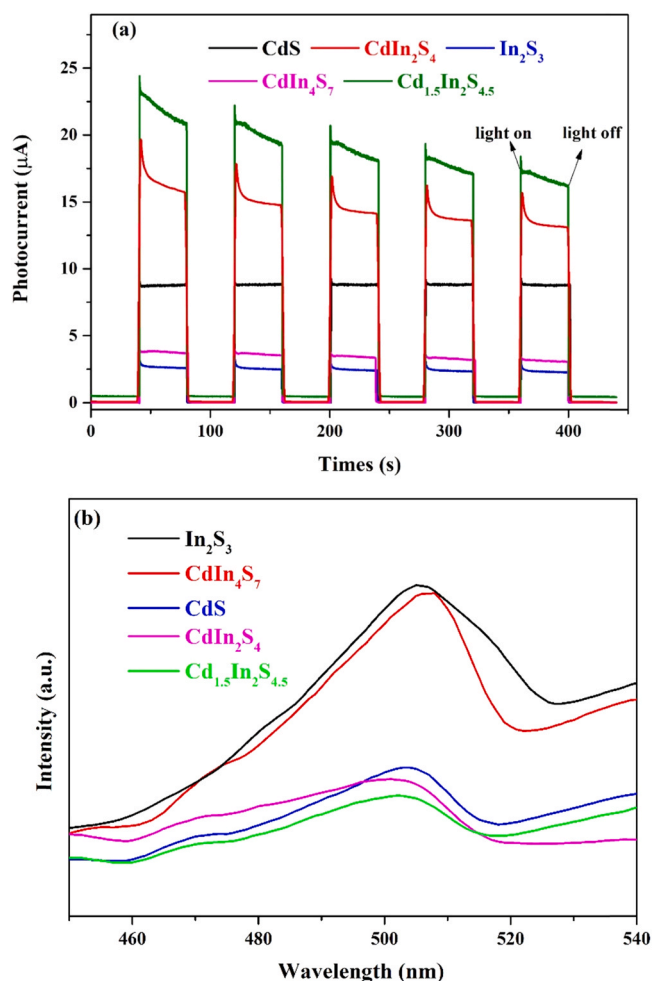 (a)
CdS CdIn₂S₄ In₂S₃
CdIn₄S₇ Cd₁.₅In₂S₄.₅
light on light off
Photocurrent (μA)
25
20
15
10
5
0
0 100 200 300 400
Times (s)
(b)
In₂S₃
CdIn₄S₇
CdS
CdIn₂S₄
Cd₁.₅In₂S₄.₅
Intensity (a.u.)
460 480 500 520 540
Wavelength (nm)